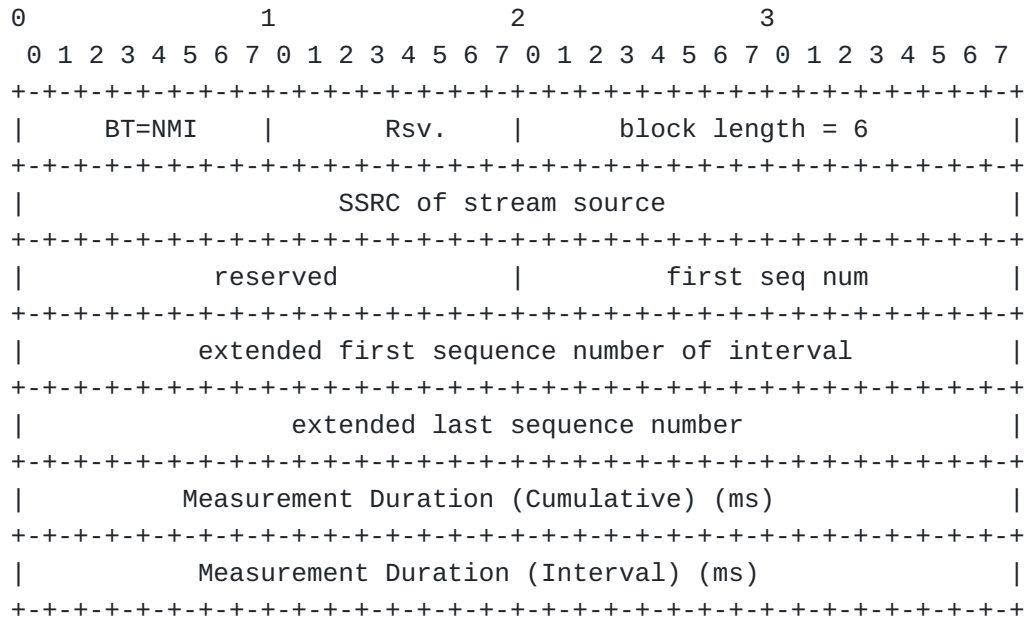 0                   1                   2                   3
 0 1 2 3 4 5 6 7 0 1 2 3 4 5 6 7 0 1 2 3 4 5 6 7 0 1 2 3 4 5 6 7
+-+-+-+-+-+-+-+-+-+-+-+-+-+-+-+-+-+-+-+-+-+-+-+-+-+-+-+-+-+-+-+-+
|     BT=NMI    |       Rsv.    |      block length = 6         |
+-+-+-+-+-+-+-+-+-+-+-+-+-+-+-+-+-+-+-+-+-+-+-+-+-+-+-+-+-+-+-+-+
|                    SSRC of stream source                      |
+-+-+-+-+-+-+-+-+-+-+-+-+-+-+-+-+-+-+-+-+-+-+-+-+-+-+-+-+-+-+-+-+
|            reserved           |         first seq num         |
+-+-+-+-+-+-+-+-+-+-+-+-+-+-+-+-+-+-+-+-+-+-+-+-+-+-+-+-+-+-+-+-+
|           extended first sequence number of interval          |
+-+-+-+-+-+-+-+-+-+-+-+-+-+-+-+-+-+-+-+-+-+-+-+-+-+-+-+-+-+-+-+-+
|                 extended last sequence number                 |
+-+-+-+-+-+-+-+-+-+-+-+-+-+-+-+-+-+-+-+-+-+-+-+-+-+-+-+-+-+-+-+-+
|          Measurement Duration (Cumulative) (ms)               |
+-+-+-+-+-+-+-+-+-+-+-+-+-+-+-+-+-+-+-+-+-+-+-+-+-+-+-+-+-+-+-+-+
|           Measurement Duration (Interval) (ms)                |
+-+-+-+-+-+-+-+-+-+-+-+-+-+-+-+-+-+-+-+-+-+-+-+-+-+-+-+-+-+-+-+-+